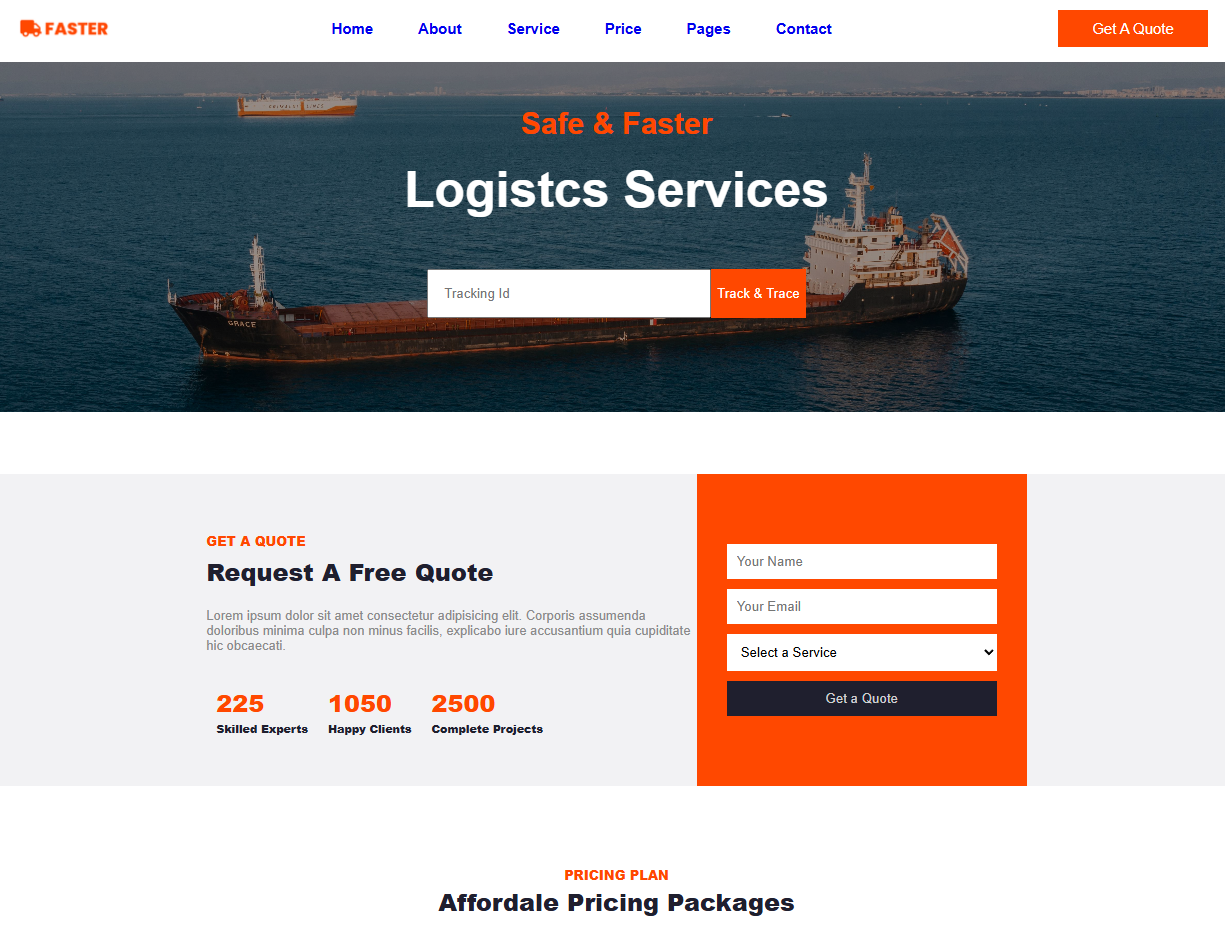 FASTER
Home About Service Price Pages Contact
Get A Quote
Safe & Faster
Logistcs Services
Tracking Id
Track & Trace
GRACE
GET A QUOTE
Request A Free Quote
Lorem ipsum dolor sit amet consectetur adipisicing elit. Corporis assumenda
doloribus minima culpa non minus facilis, explicabo iure accusantium quia cupiditate
hic obcaecati.
225 1050 2500
Skilled Experts Happy Clients Complete Projects
Your Name
Your Email
Select a Service
Get a Quote
PRICING PLAN
Affordale Pricing Packages